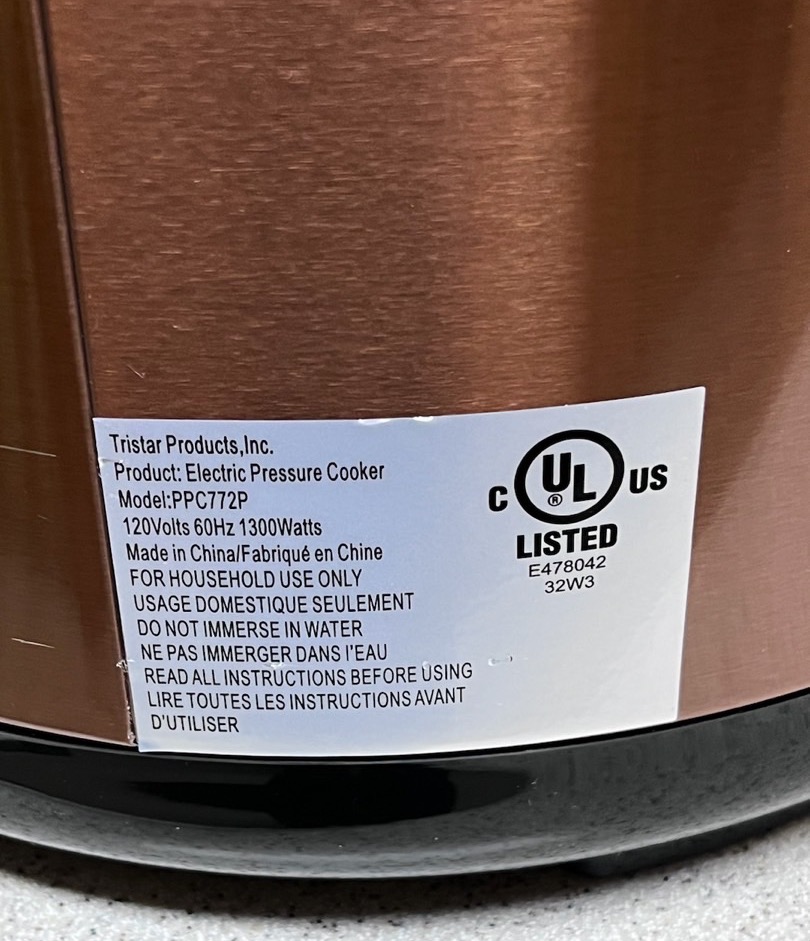 Tristar Products,Inc.
Product: Electric Pressure Cooker
Model:PPC772P
120Volts 60Hz 1300Watts
Made in China/Fabriqué en Chine
FOR HOUSEHOLD USE ONLY
USAGE DOMESTIQUE SEULEMENT
DO NOT IMMERSE IN WATER
NE PAS IMMERGER DANS I'EAU
READ ALL INSTRUCTIONS BEFORE USING
LIRE TOUTES LES INSTRUCTIONS AVANT
D'UTILISER
C UL ® US
LISTED
E478042
32W3